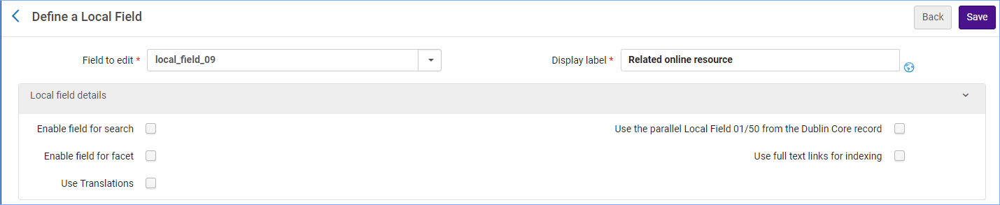 Define a Local Field
Back
Save
Field to edit *
local_field_09
Display label *
Related online resource
Local field details
Enable field for search
Use the parallel Local Field 01/50 from the Dublin Core record
Enable field for facet
Use full text links for indexing
Use Translations